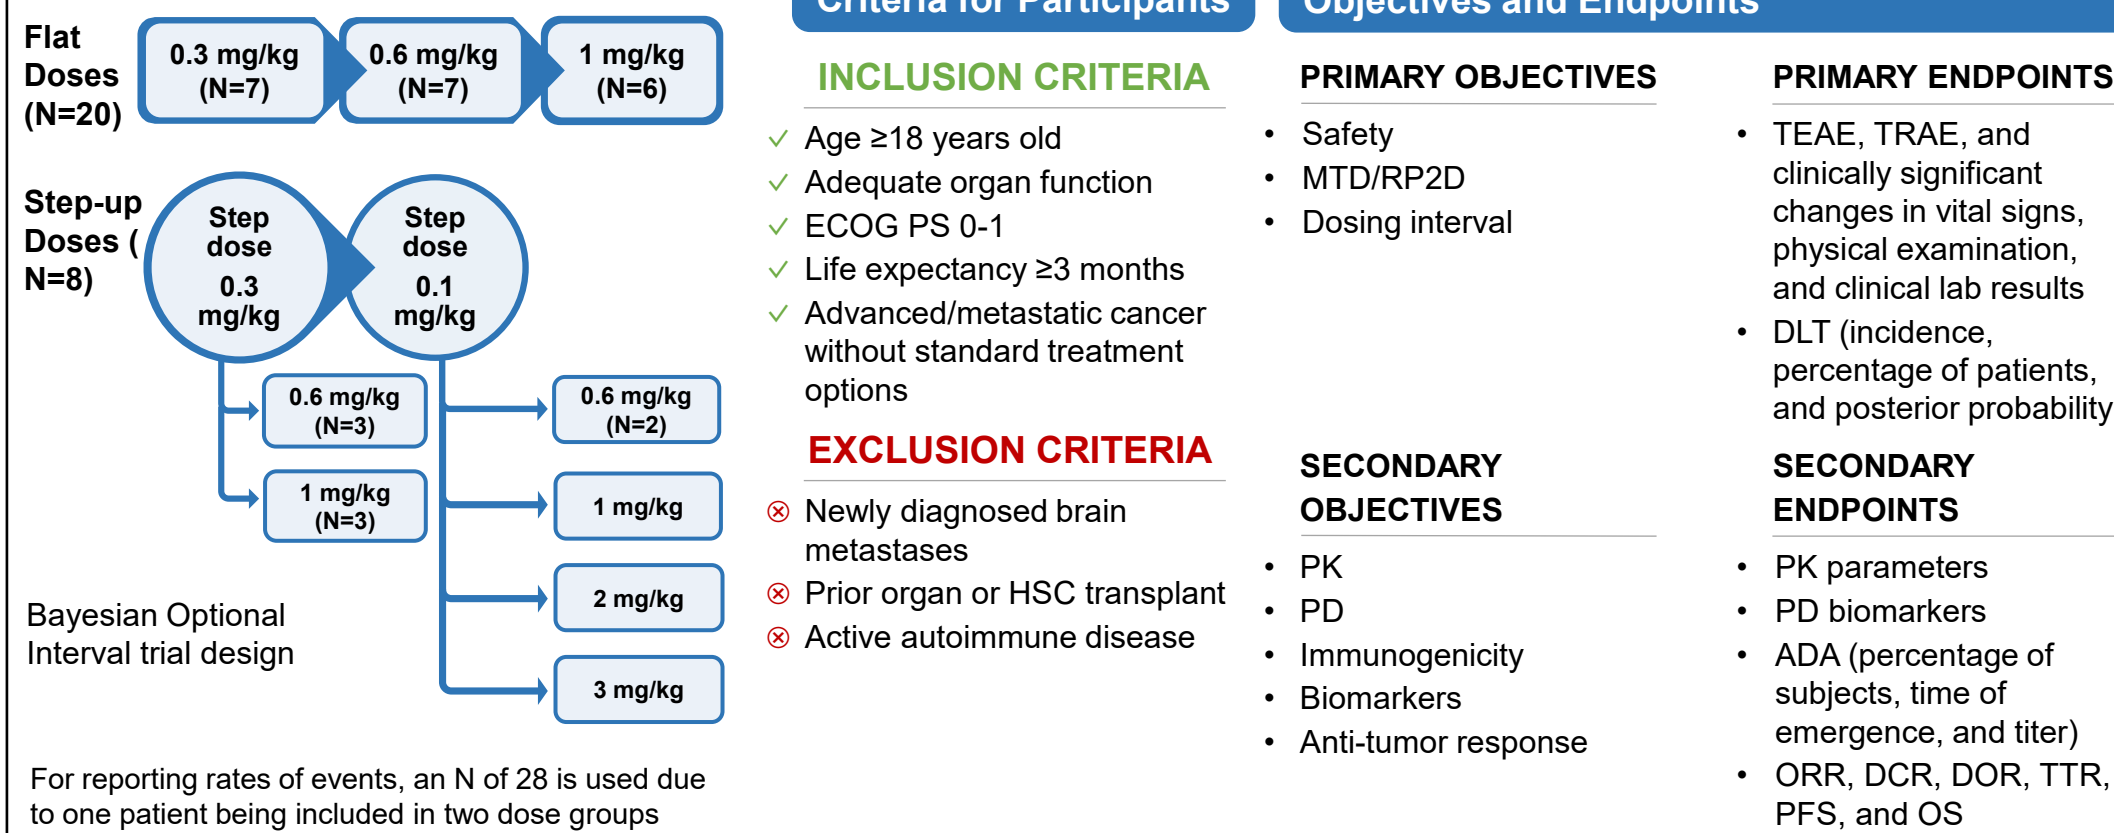 Flat
Doses
(N=20)
0.3 mg/kg
(N=7)
0.6 mg/kg
(N=7)
1 mg/kg
(N=6)
Step-up
Doses (
N=8)
Step
dose
0.3
mg/kg
Step
dose
0.1
mg/kg
0.6 mg/kg
(N=3)
1 mg/kg
(N=3)
0.6 mg/kg
(N=2)
1 mg/kg
2 mg/kg
3 mg/kg
Bayesian Optional
Interval trial design
For reporting rates of events, an N of 28 is used due
to one patient being included in two dose groups
Criteria for Participants
INCLUSION CRITERIA
Age ≥18 years old
Adequate organ function
ECOG PS 0-1
Life expectancy ≥3 months
Advanced/metastatic cancer
without standard treatment
options
EXCLUSION CRITERIA
Newly diagnosed brain
metastases
Prior organ or HSC transplant
Active autoimmune disease
Objectives and Endpoints
PRIMARY OBJECTIVES
• Safety
• MTD/RP2D
• Dosing interval
SECONDARY
OBJECTIVES
• PK
• PD
• Immunogenicity
• Biomarkers
• Anti-tumor response
PRIMARY ENDPOINTS
• TEAE, TRAE, and
clinically significant
changes in vital signs,
physical examination,
and clinical lab results
• DLT (incidence,
percentage of patients,
and posterior probability
SECONDARY
ENDPOINTS
• PK parameters
• PD biomarkers
• ADA (percentage of
subjects, time of
emergence, and titer)
• ORR, DCR, DOR, TTR,
PFS, and OS